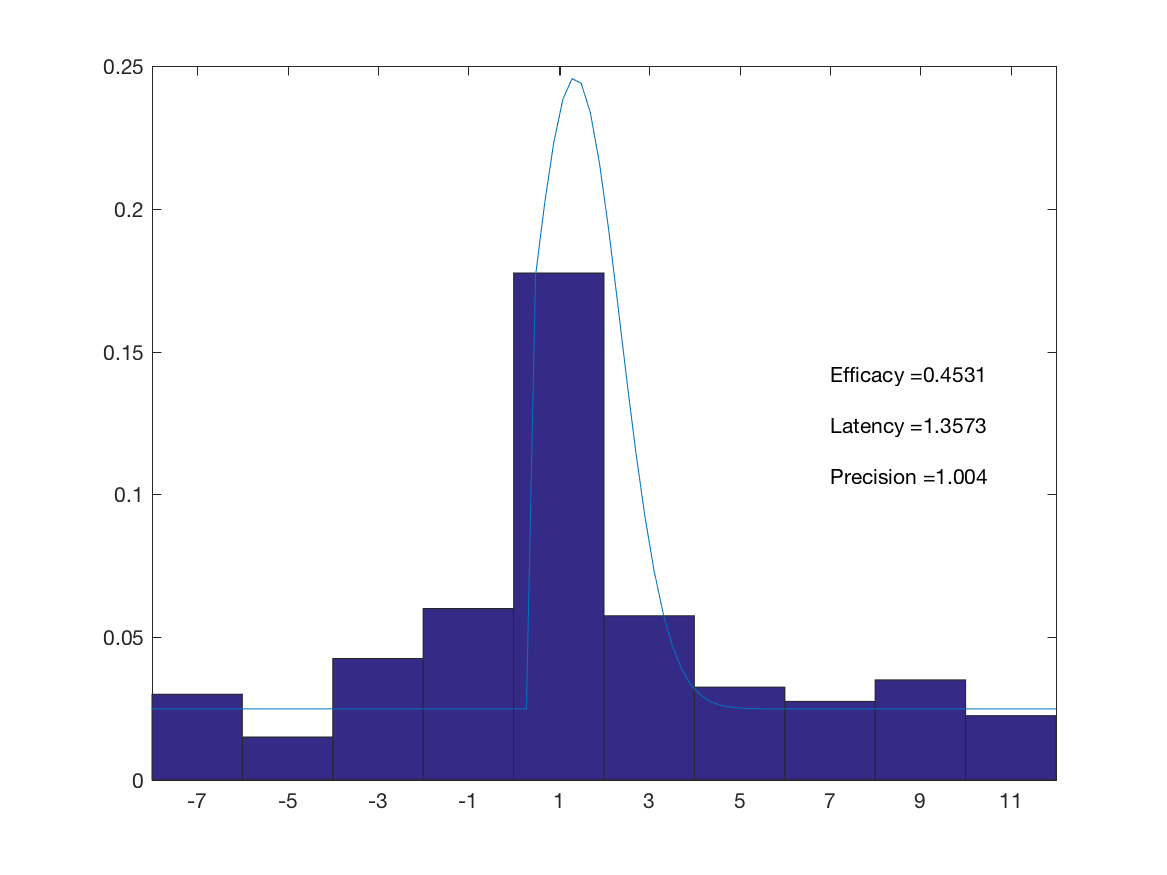 0.25
0.2
0.15
0.1
0.05
0
Efficacy =0.4531
Latency =1.3573
Precision =1.004
-7 -5 -3 -1 1 3 5 7 9 11